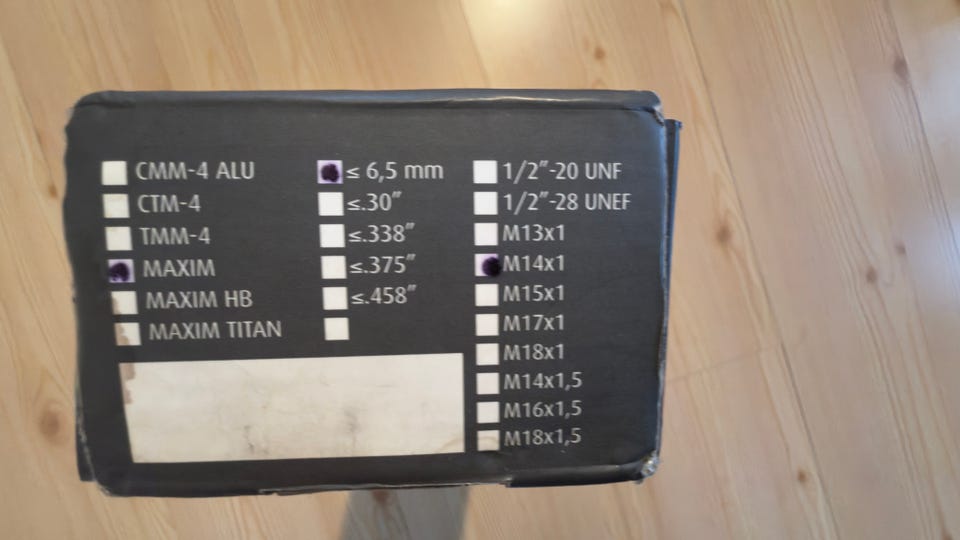 CMM-4 ALU
CTM-4
TMM-4
MAXIM
MAXIM HB
MAXIM TITAN
≤ 6,5 mm
≤.30″
≤.338″
≤.375″
≤.458″
1/2″-20 UNF
1/2″-28 UNEF
M13x1
M14x1
M15x1
M17x1
M18x1
M14x1,5
M16x1,5
M18x1,5